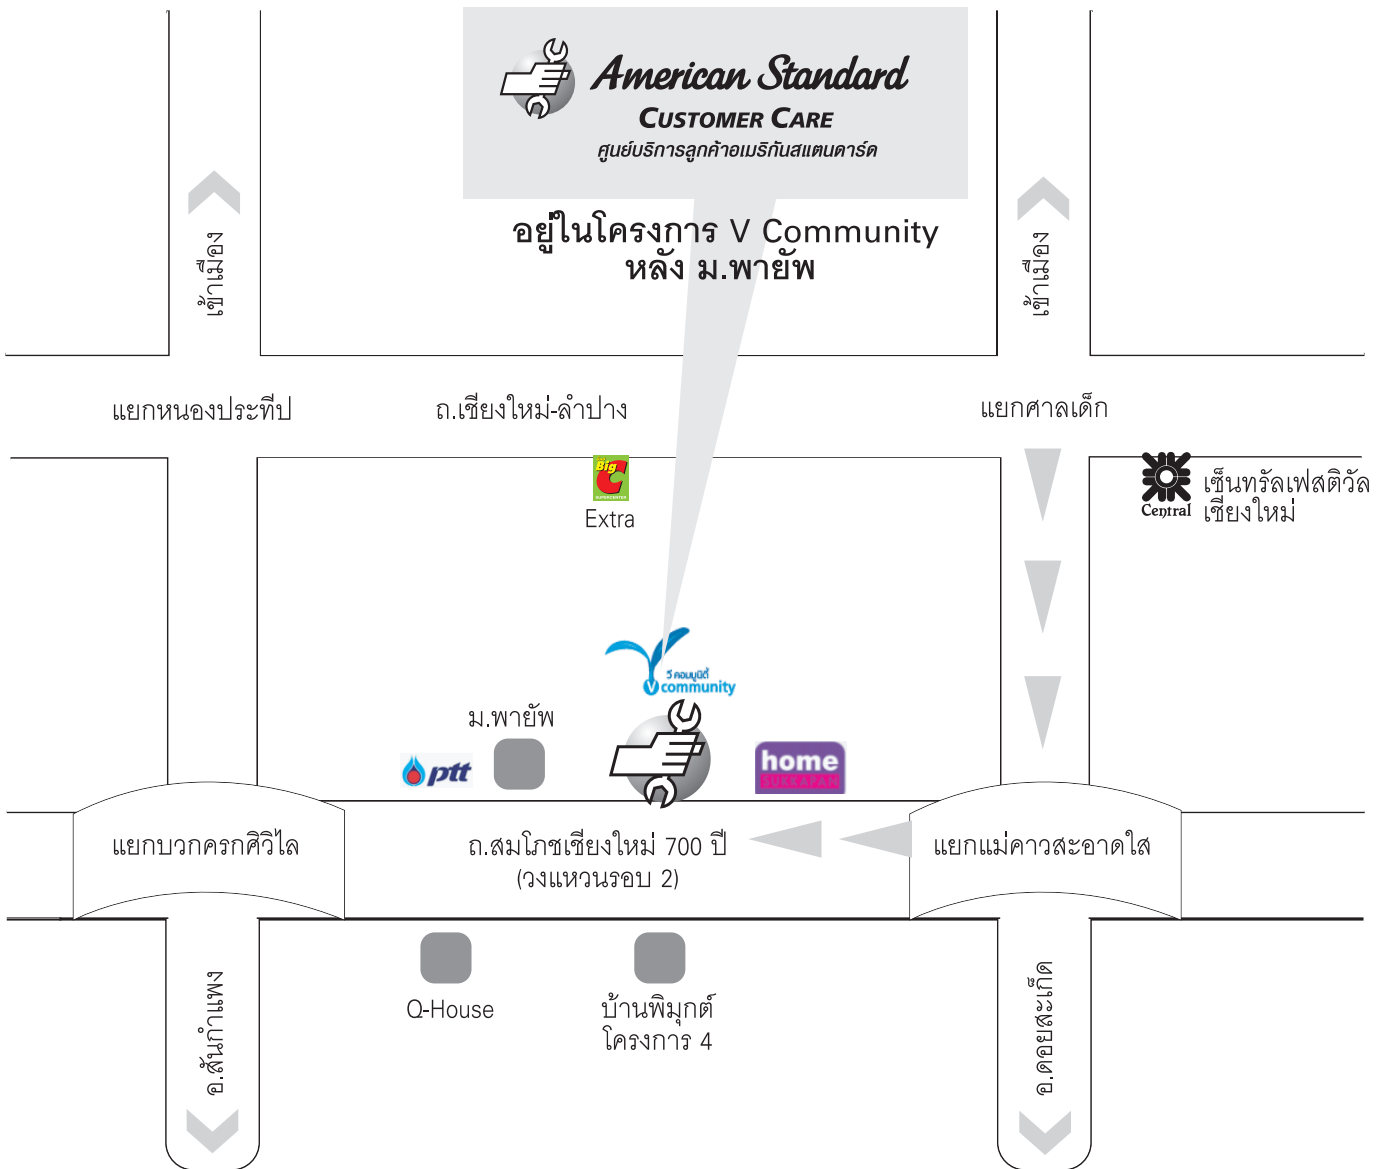 American Standard
CUSTOMER CARE
ศูนย์บริการลูกค้าอเมริกันสแตนดาร์ด
อยู่ในโครงการ V Community
หลัง ม.พายัพ
เข้าเมือง
เข้าเมือง
แยกหนองประทีป
ถ.เชียงใหม่-ลำปาง
แยกศาลเด็ก
Big
C
SUPERCENTER
Extra
Central
เซ็นทรัลเฟสติวัล
เชียงใหม่
วี คอมมูนิตี้
V community
ม.พายัพ
ptt
home
SUKKAPAN
แยกบวกครกศิวิไล
ถ.สมโภชเชียงใหม่ 700 ปี
(วงแหวนรอบ 2)
แยกแม่คาวสะอาดใส
Q-House
บ้านพิมุกต์
โครงการ 4
อ.สันกำแพง
อ.ดอยสะเก็ด